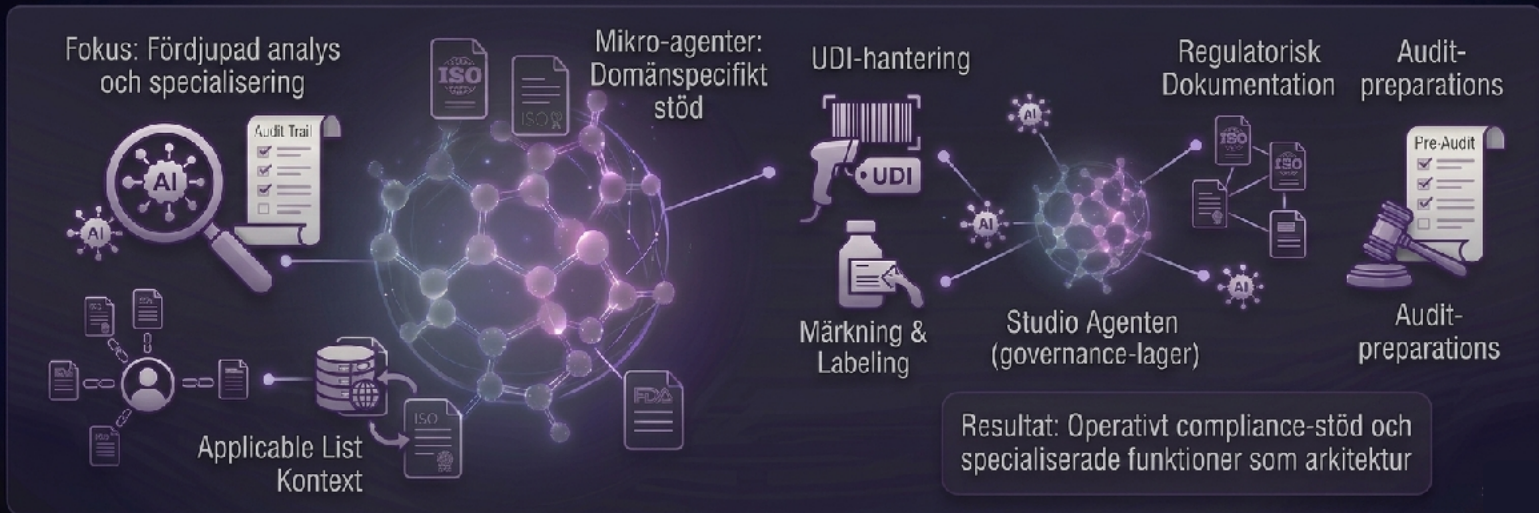 Fokus: Fördjupad analys
och specialisering
Audit Trail
AI
AI
ISO
ISO
Mikro-agenter:
Domänspecifikt
stöd
Applicable List
Kontext
ISO
FDA
UDI-hantering
UDI
Märkning &
Labeling
AI
AI
AI
Studio Agenten
(governance-lager)
Regulatorisk
Dokumentation
ISO
ISO
Audit-
preparations
Pre-Audit
Audit-
preparations
Resultat: Operativt compliance-stöd och
specialiserade funktioner som arkitektur